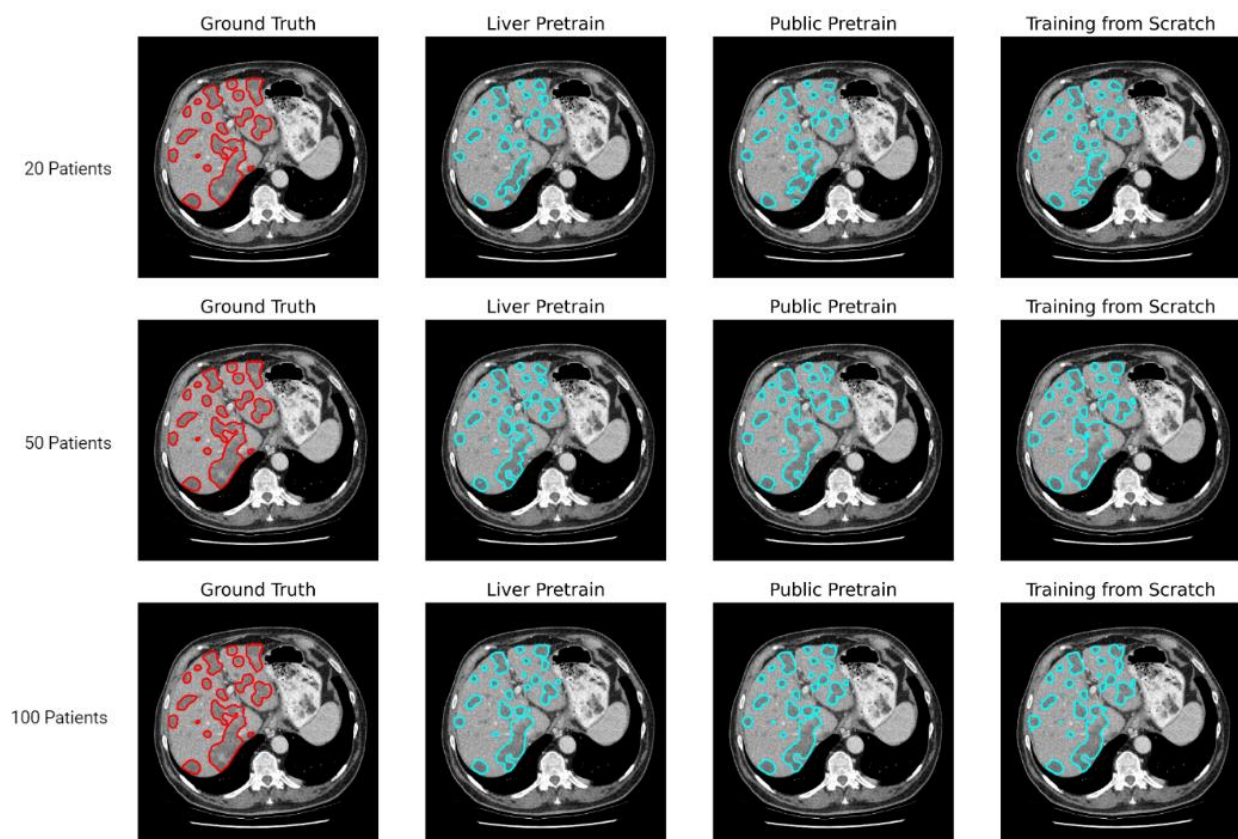 Ground Truth
Liver Pretrain
Public Pretrain
Training from Scratch
20 Patients
Ground Truth
Liver Pretrain
Public Pretrain
Training from Scratch
50 Patients
Ground Truth
Liver Pretrain
Public Pretrain
Training from Scratch
100 Patients